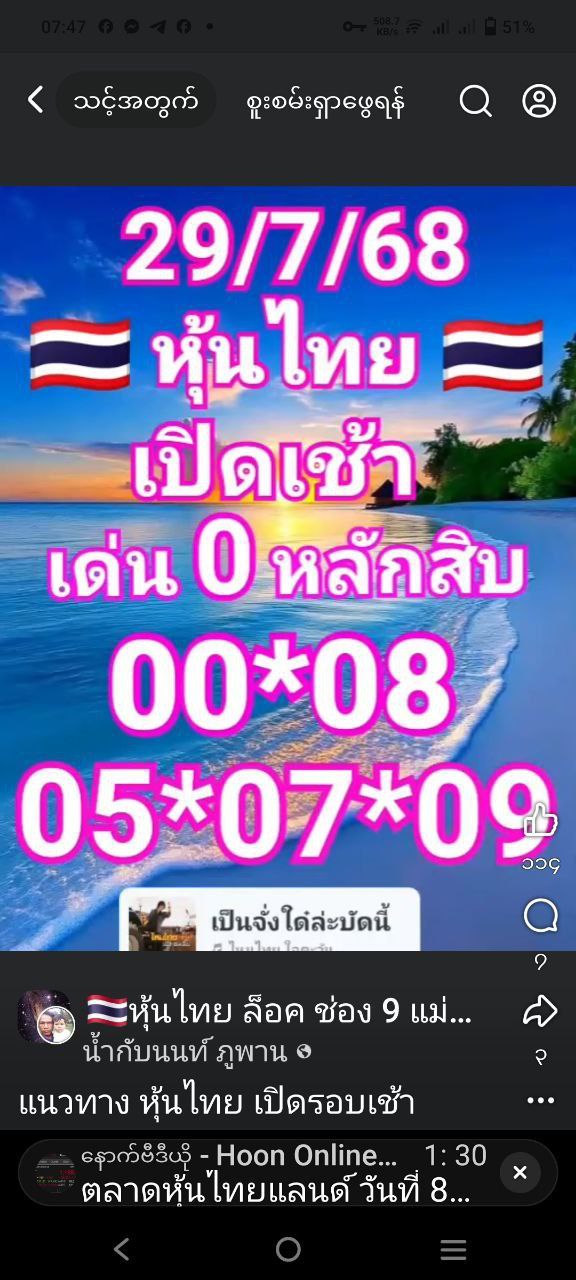 07:47
508.7 KB/s
51%
သင့်အတွက်
စူးစမ်းရှာဖွေရန်
29/7/68
หุ้นไทย
เปิดเช้า
เด่น 0 หลักสิบ
00*08
05*07*09
၁၁၄
เป็นจั่งใด๋ล่ะบัดนี้
၇
🇹🇭หุ้นไทย ล็อค ช่อง 9 แม่...
น้ำกับนนท์ ภูพาน
၃
แนวทาง หุ้นไทย เปิดรอบเช้า
နောက်ဗီဒီယို - Hoon Online... 1: 30
ตลาดหุ้นไทยแลนด์ วันที่ 8...